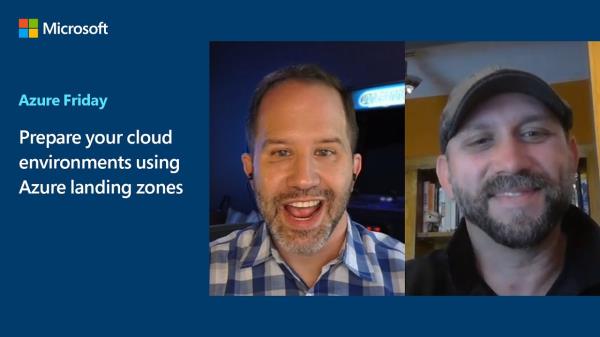 Microsoft
Azure Friday
Prepare your cloud
environments using
Azure landing zones